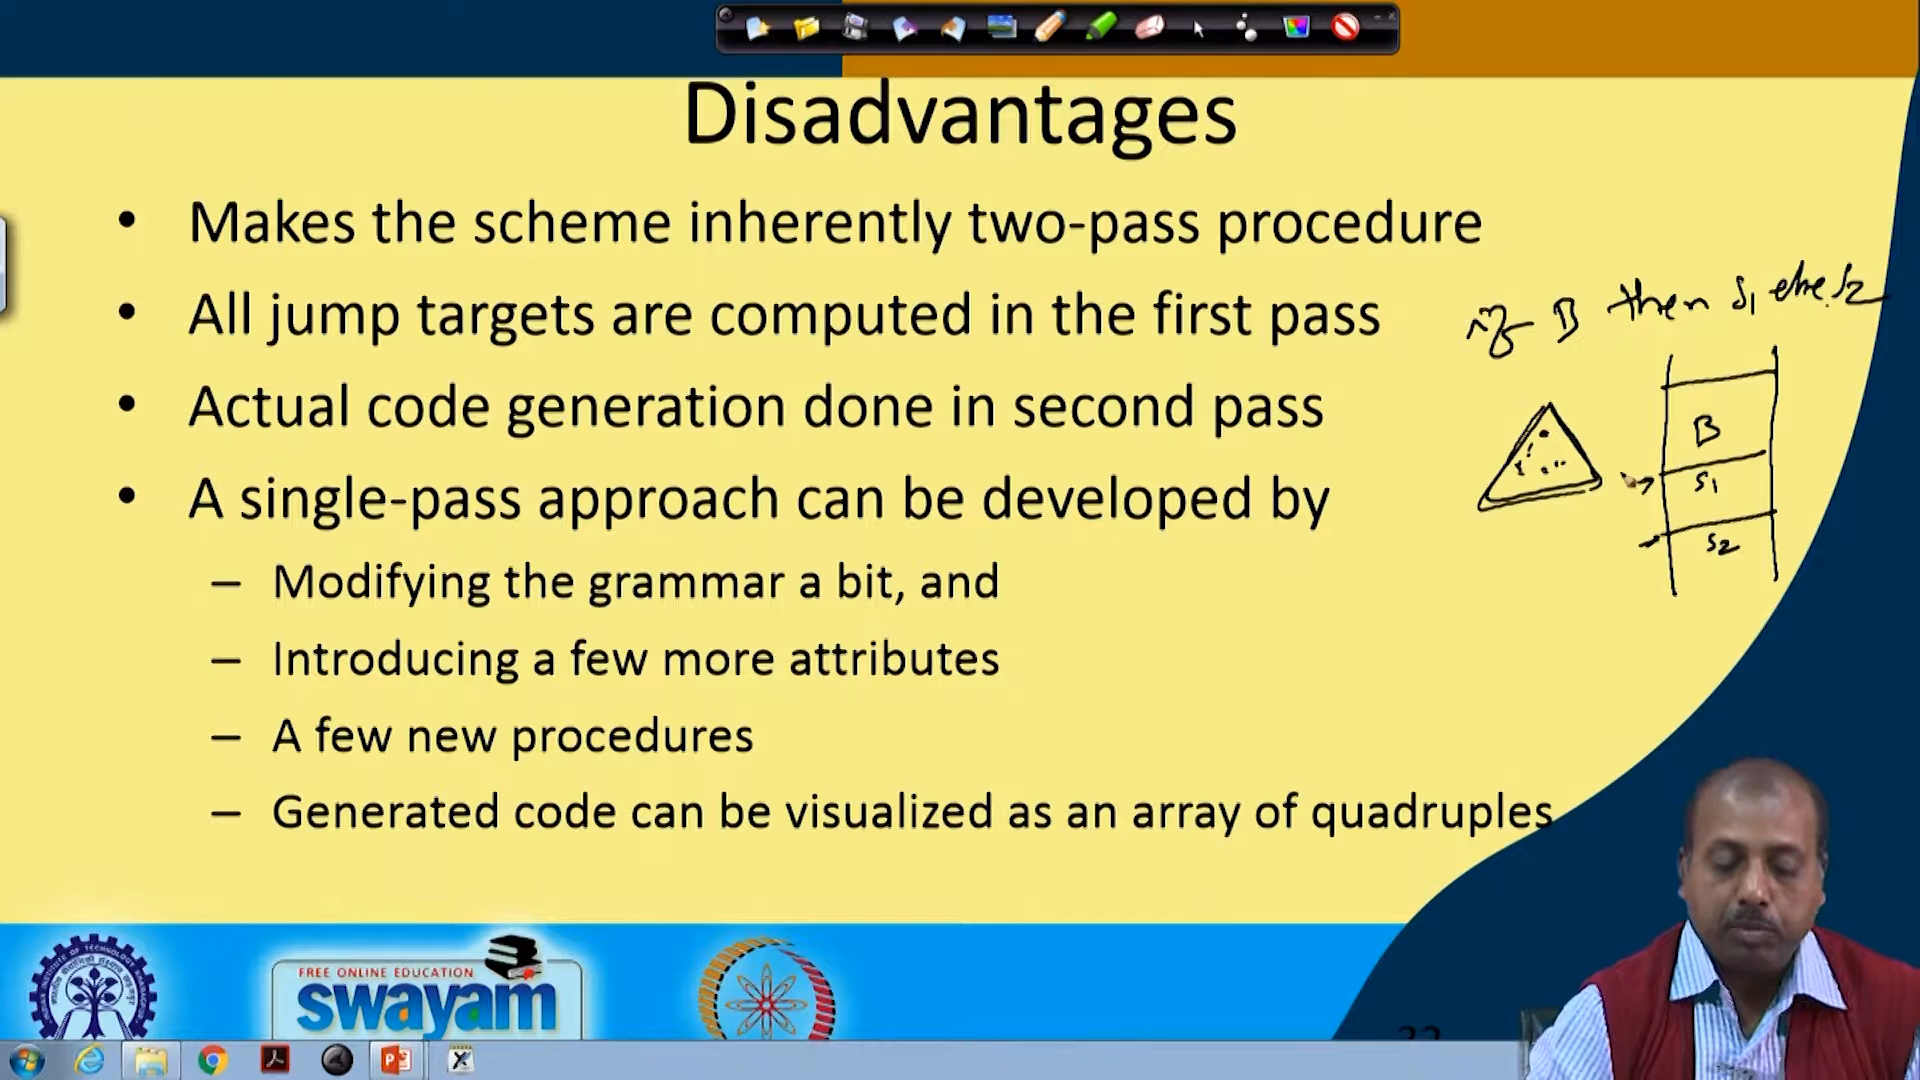 Disadvantages
• Makes the scheme inherently two-pass procedure
• All jump targets are computed in the first pass
• Actual code generation done in second pass
• A single-pass approach can be developed by
– Modifying the grammar a bit, and
– Introducing a few more attributes
– A few new procedures
– Generated code can be visualized as an array of quadruples
if B then S1 else S2
B
S1
S2
FREE ONLINE EDUCATION
swayam